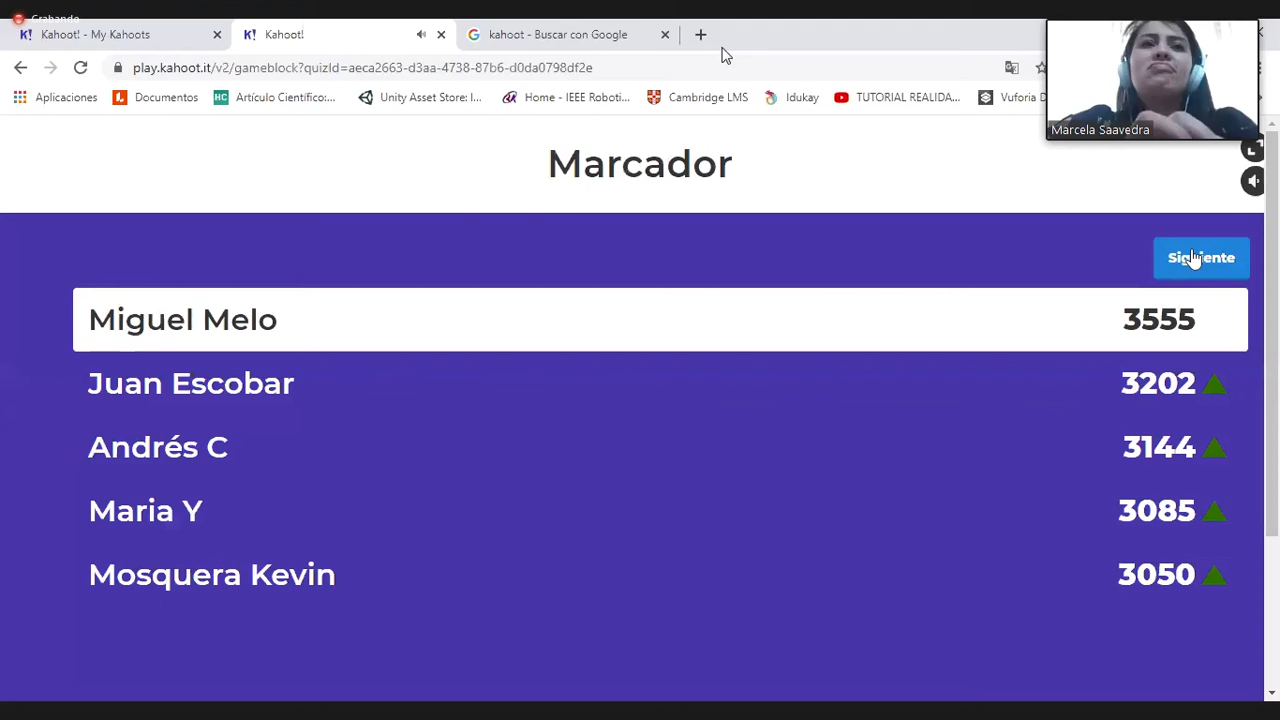 Grabando
Kahoot! - My Kahoots
Kahoot!
kahoot - Buscar con Google
play.kahoot.it/v2/gameblock?quizId=aeca2663-d3aa-4738-87b6-d0da0798df2e
Aplicaciones
Documentos
Artículo Científico:...
Unity Asset Store: l...
Home - IEEE Roboti...
Cambridge LMS
Idukay
TUTORIAL REALIDA...
Vuforia D
Marcela Saavedra
Marcador
Siguiente
Miguel Melo 3555
Juan Escobar 3202
Andrés C 3144
Maria Y 3085
Mosquera Kevin 3050